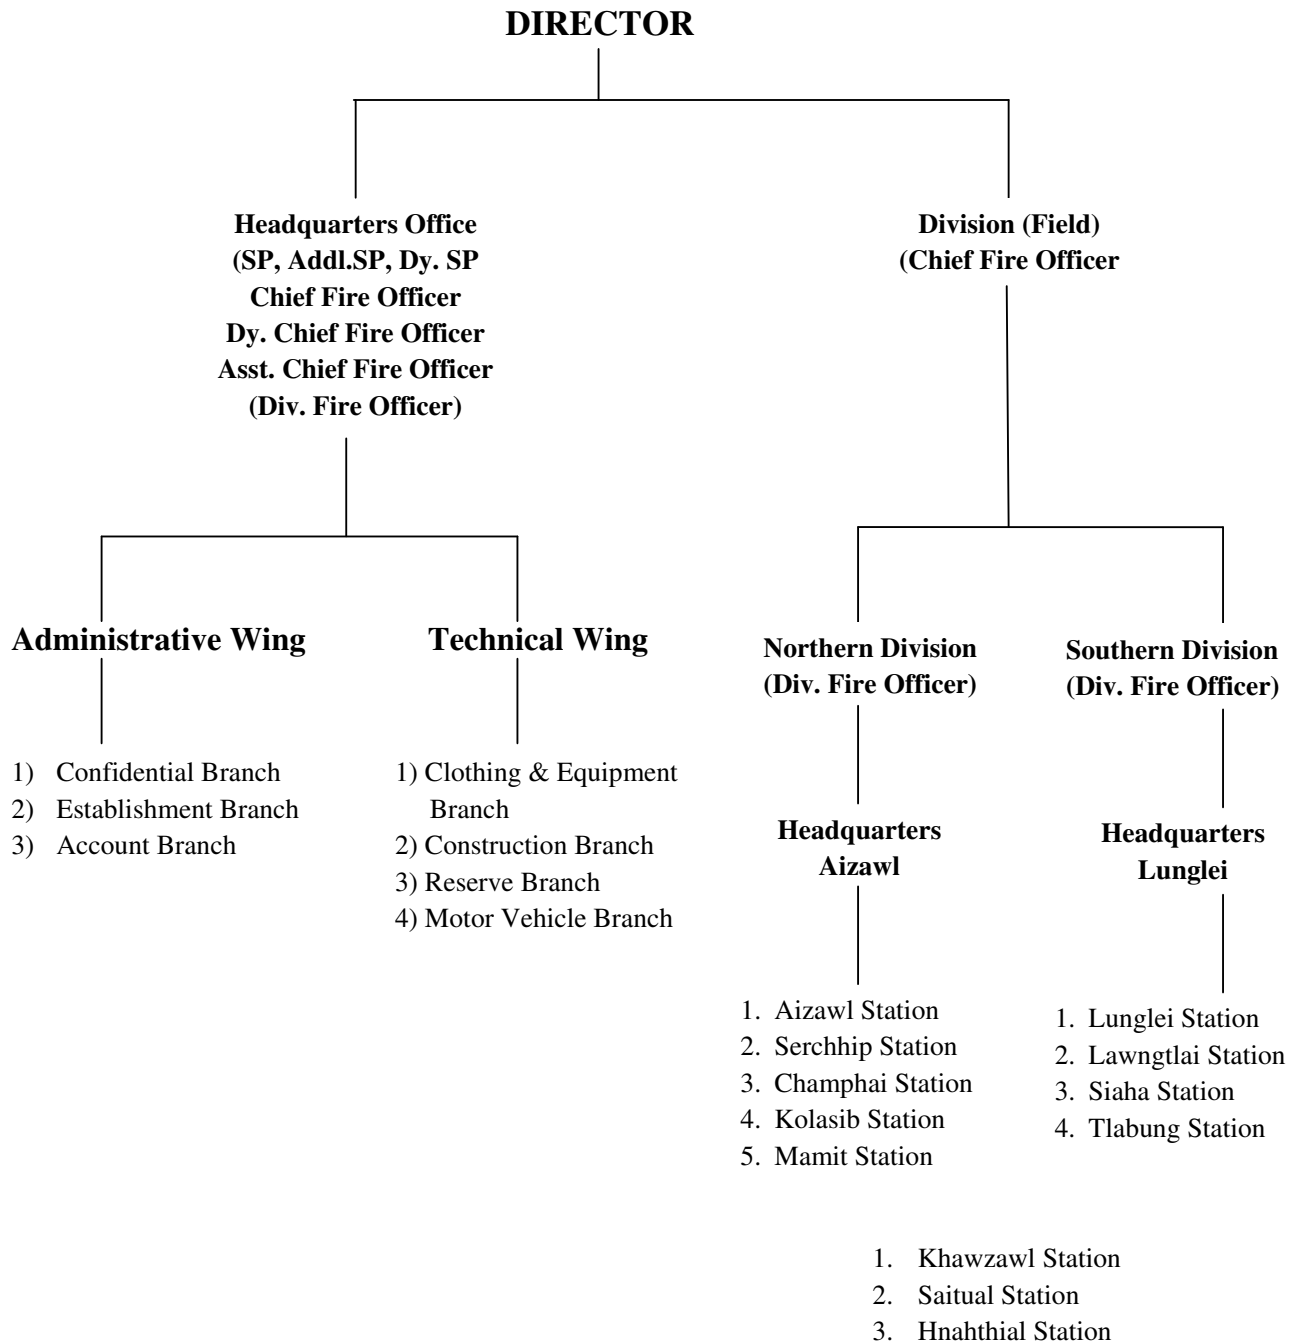 DIRECTOR
Headquarters Office
(SP, Addl.SP, Dy. SP
Chief Fire Officer
Dy. Chief Fire Officer
Asst. Chief Fire Officer
(Div. Fire Officer)
Division (Field)
(Chief Fire Officer
Administrative Wing
1) Confidential Branch
2) Establishment Branch
3) Account Branch
Technical Wing
1) Clothing & Equipment
Branch
2) Construction Branch
3) Reserve Branch
4) Motor Vehicle Branch
Northern Division
(Div. Fire Officer)
Headquarters
Aizawl
1. Aizawl Station
2. Serchhip Station
3. Champhai Station
4. Kolasib Station
5. Mamit Station
Southern Division
(Div. Fire Officer)
Headquarters
Lunglei
1. Lunglei Station
2. Lawngtlai Station
3. Siaha Station
4. Tlabung Station
1. Khawzawl Station
2. Saitual Station
3. Hnahthial Station